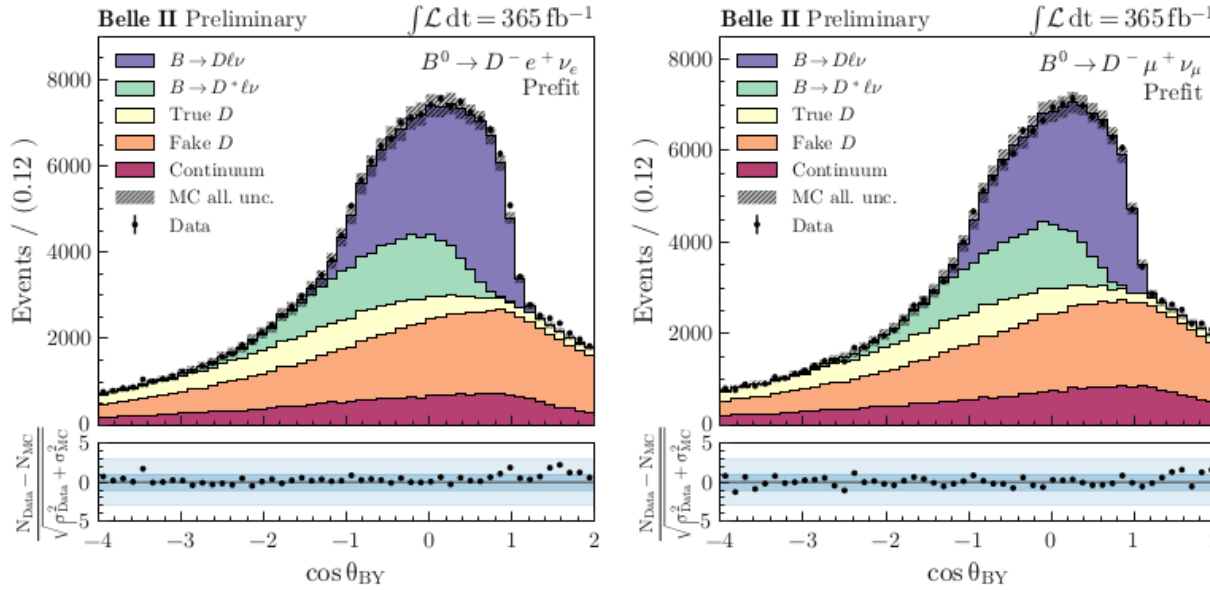 Belle II Preliminary ∫ℒ dt = 365 fb⁻¹
B⁰ → D⁻ e⁺ νₑ
Prefit
B → Dℓν
B → D*ℓν
True D
Fake D
Continuum
MC all. unc.
Data
Events / (0.12)
8000
6000
4000
2000
0
N_Data − N_MC
√σ²_Data + σ²_MC
5
0
−5
−4 −3 −2 −1 0 1 2
cos θ_BY
Belle II Preliminary ∫ℒ dt = 365 fb⁻¹
B⁰ → D⁻ μ⁺ ν_μ
Prefit
B → Dℓν
B → D*ℓν
True D
Fake D
Continuum
MC all. unc.
Data
Events / (0.12)
8000
6000
4000
2000
0
N_Data − N_MC
√σ²_Data + σ²_MC
5
0
−5
−4 −3 −2 −1 0 1
cos θ_BY